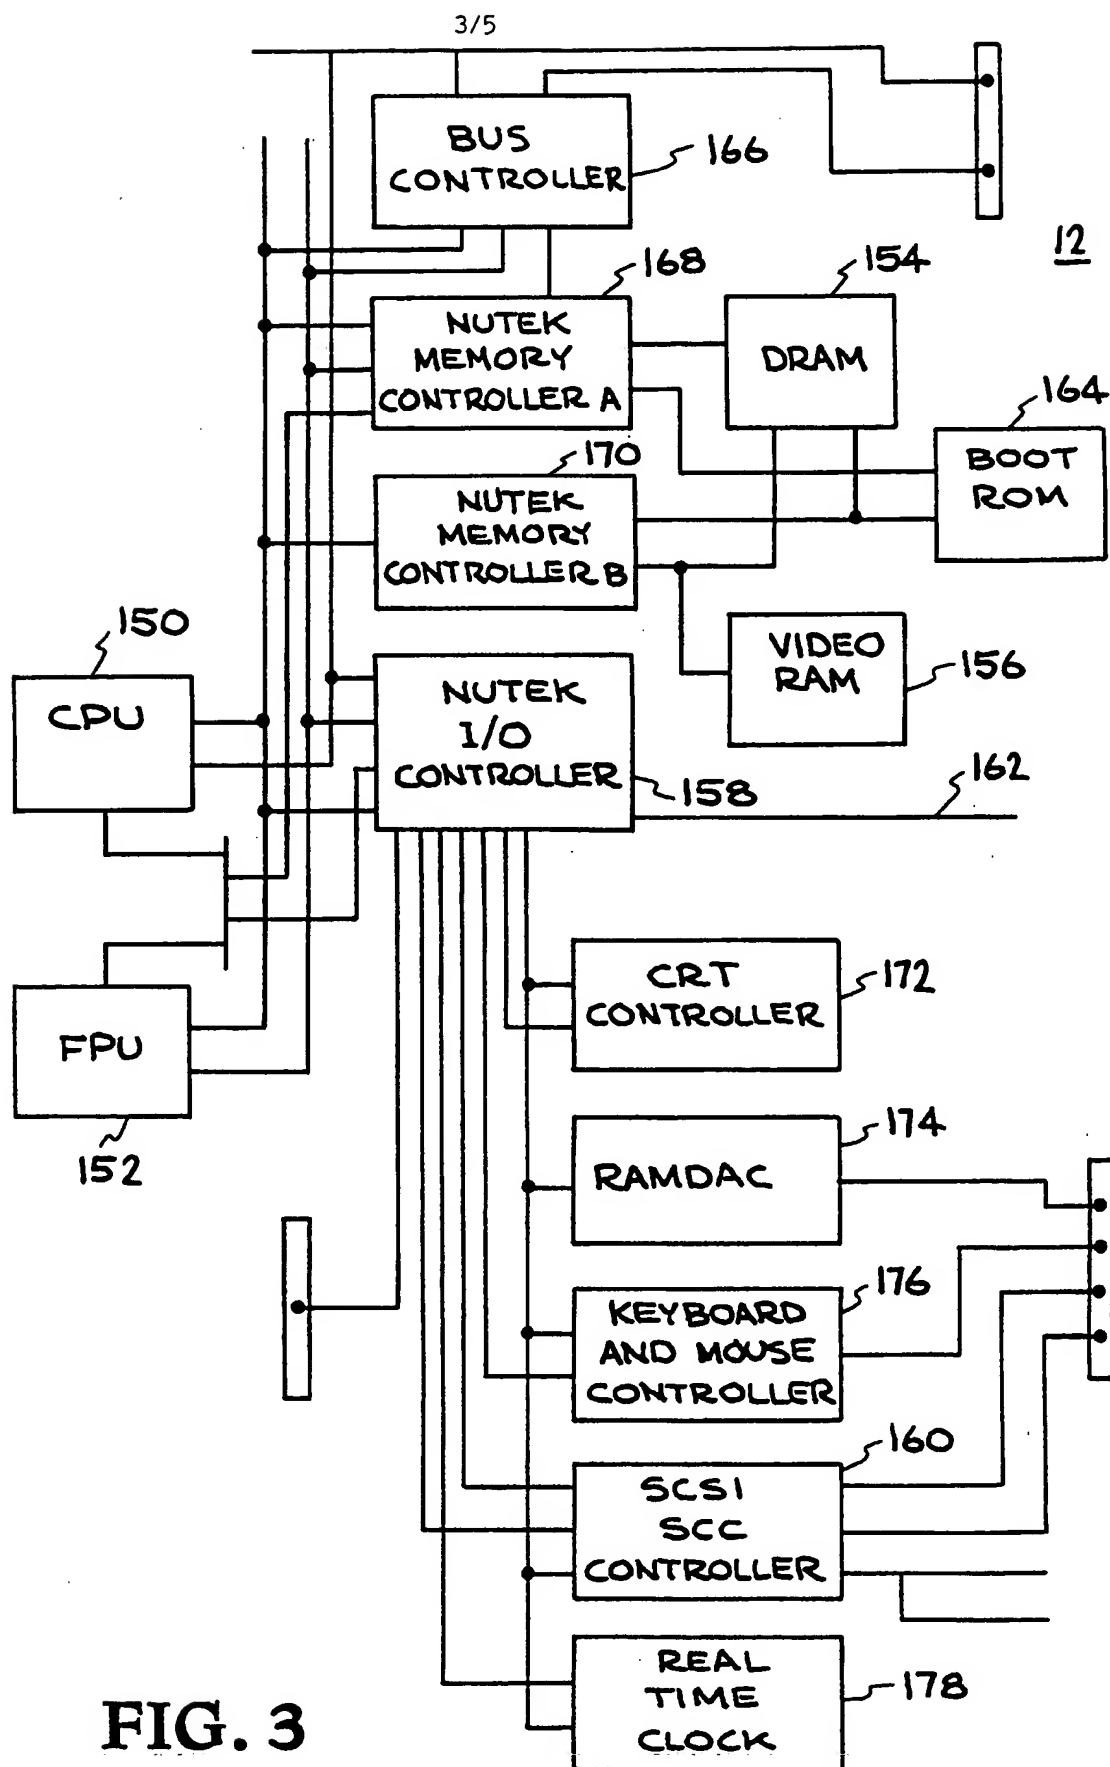 3/5
BUS
CONTROLLER
166
12
168
154
NUTEK
MEMORY
CONTROLLER A
DRAM
164
BOOT
ROM
170
NUTEK
MEMORY
CONTROLLER B
150
CPU
VIDEO
RAM
156
NUTEK
I/O
CONTROLLER
158
162
FPU
152
CRT
CONTROLLER
172
RAMDAC
174
KEYBOARD
AND MOUSE
CONTROLLER
176
SCSI
SCC
CONTROLLER
160
REAL
TIME
CLOCK
178
FIG. 3